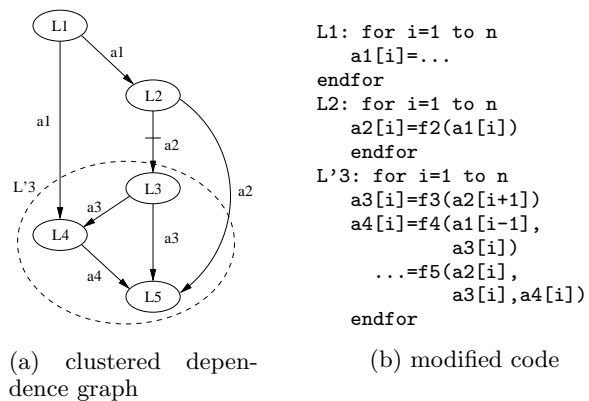 L1
a1
L2
a1
a2
L'3
L3
a2
a3
L4
a3
a4
L5
(a) clustered depen-
dence graph
L1: for i=1 to n
a1[i]=...
endfor
L2: for i=1 to n
a2[i]=f2(a1[i])
endfor
L'3: for i=1 to n
a3[i]=f3(a2[i+1])
a4[i]=f4(a1[i-1],
a3[i])
...=f5(a2[i],
a3[i],a4[i])
endfor
(b) modified code